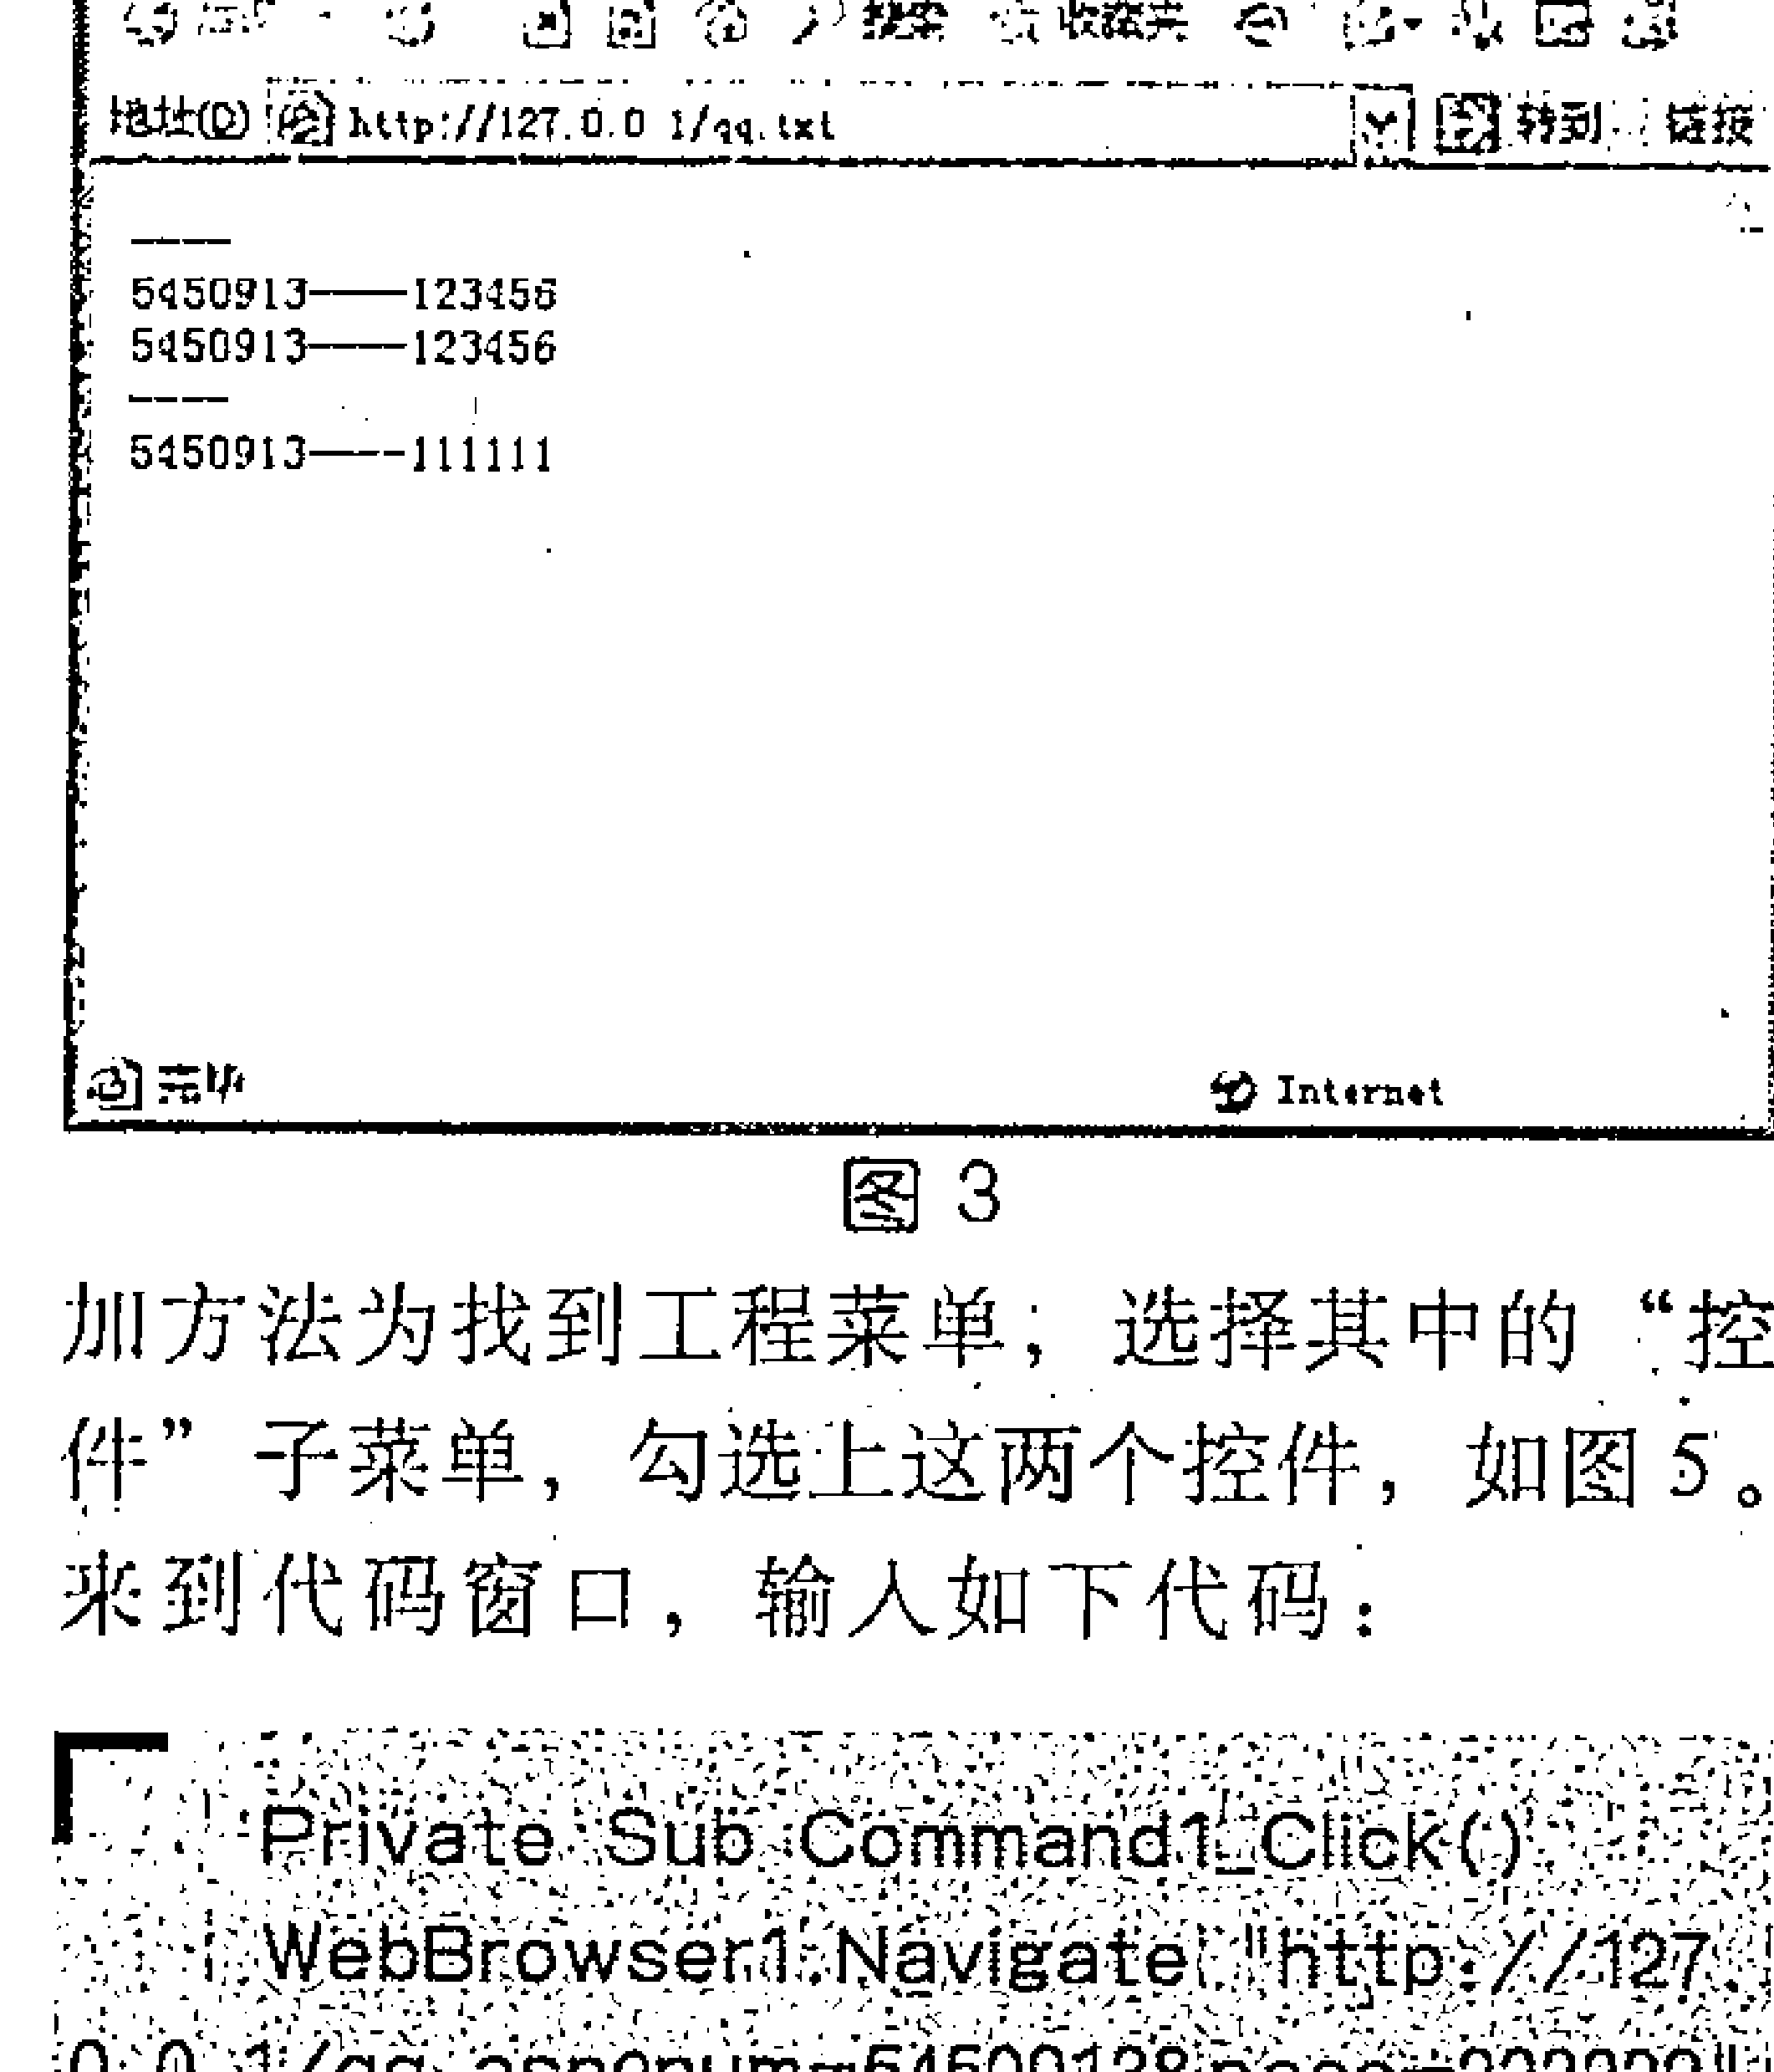 搜索 收藏夹
地址(D) http://127.0.0 1/qq.txt 转到 链接
----
5450913----123456
5450913----123456
----
5450913----111111
完毕 Internet
图 3
加方法为找到工程菜单；选择其中的“控
件”子菜单，勾选上这两个控件，如图 5。
来到代码窗口，输入如下代码：
Private Sub Command1_Click()
WebBrowser1.Navigate "http://127.